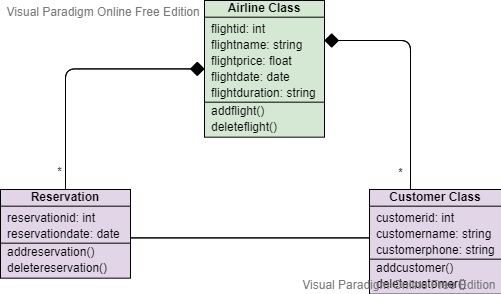 Visual Paradigm Online Free Edition
Airline Class
flightid: int
flightname: string
flightprice: float
flightdate: date
flightduration: string
addflight()
deleteflight()
*
*
Reservation
reservationid: int
reservationdate: date
addreservation()
deletereservation()
Customer Class
customerid: int
customername: string
customerphone: string
addcustomer()
deletecustomer()
Visual Paradigm Online Free Edition